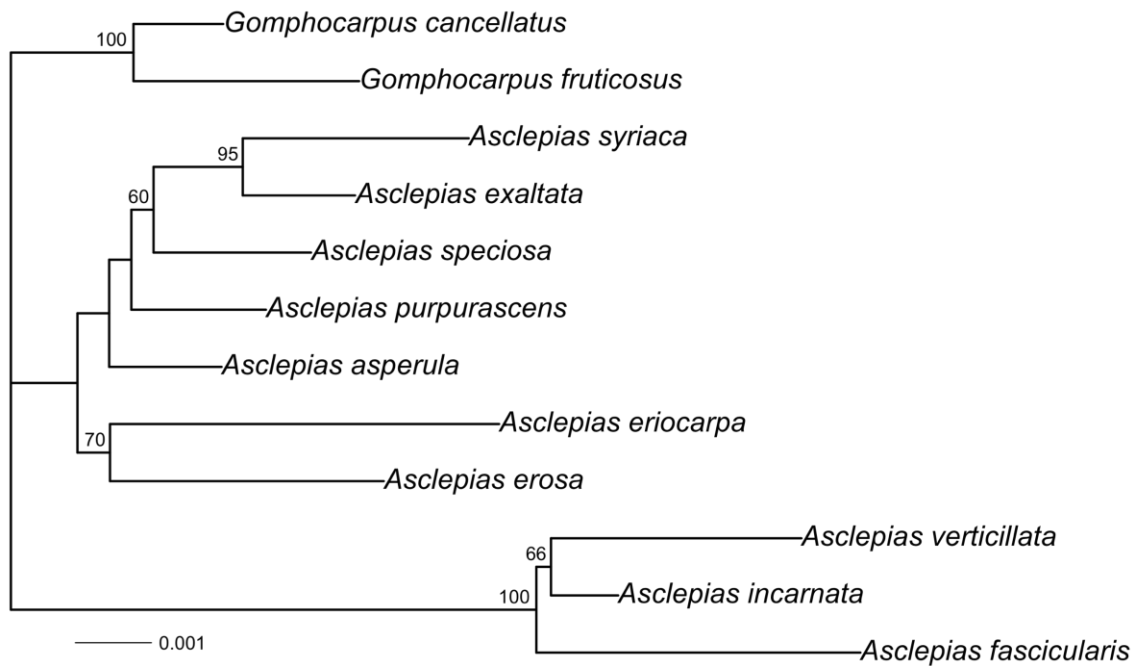 Gomphocarpus cancellatus
100
Gomphocarpus fruticosus
Asclepias syriaca
95
Asclepias exaltata
60
Asclepias speciosa
Asclepias purpurascens
Asclepias asperula
Asclepias eriocarpa
70
Asclepias erosa
Asclepias verticillata
66
Asclepias incarnata
100
Asclepias fascicularis
0.001